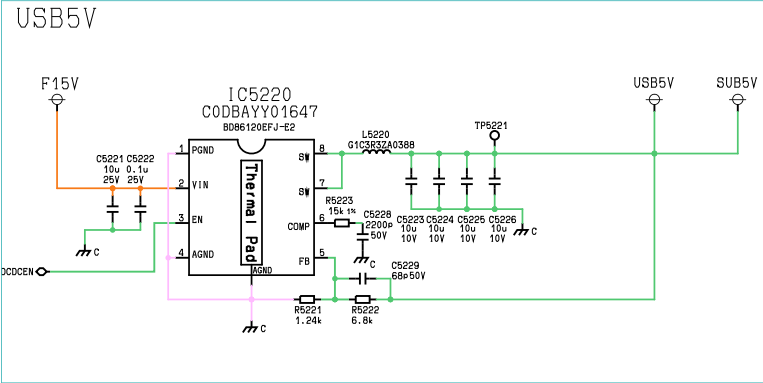 USB5V
F15V
USB5V
SUB5V
IC5220
C0DBAYY01647
BD86120EFJ-E2
TP5221
L5220
G1C3R3ZA0388
C5221 C5222
10u 0.1u
25V 25V
1 PGND
2 VIN
3 EN
4 AGND
Thermal Pad
AGND
SW 8
SW 7
COMP 6
FB 5
R5223
15k 1%
C5228
2200p
50V
C
C5223 C5224 C5225 C5226
10u 10u 10u 10u
10V 10V 10V 10V
C
C
DCDCEN
C5229
68p50V
R5221
1.24k
R5222
6.8k
C